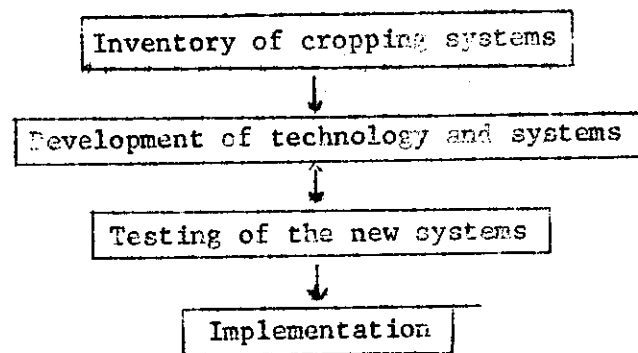 Inventory of cropping systems
Development of technology and systems
Testing of the new systems
Implementation